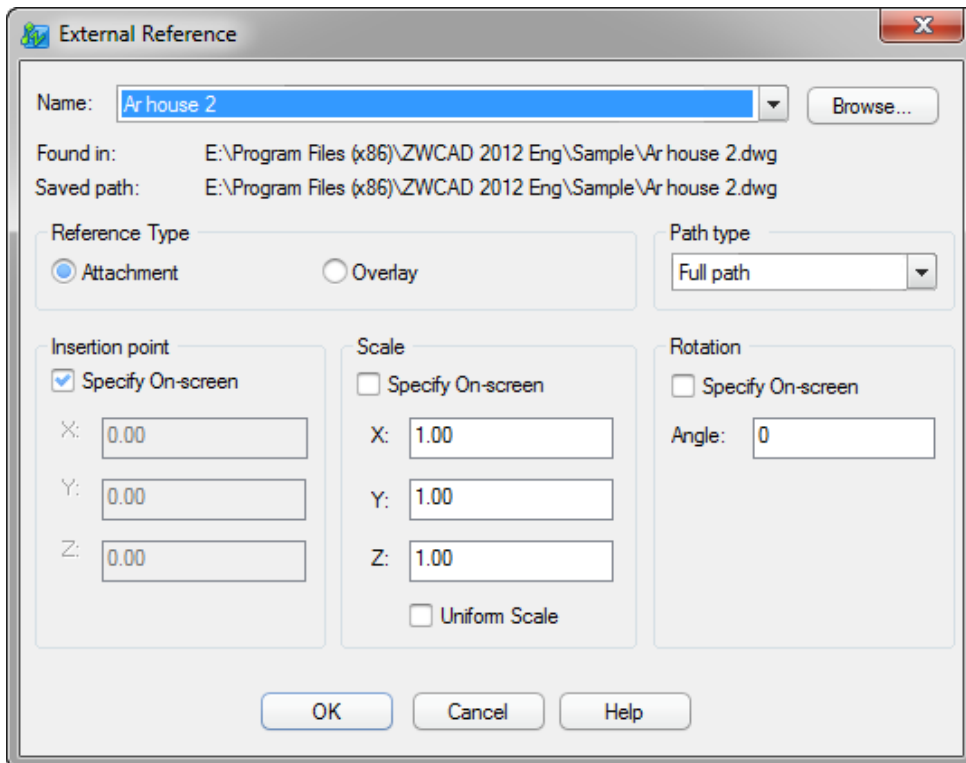 External Reference
Name: Ar house 2 Browse...
Found in: E:\Program Files (x86)\ZWCAD 2012 Eng\Sample\Ar house 2.dwg
Saved path: E:\Program Files (x86)\ZWCAD 2012 Eng\Sample\Ar house 2.dwg
Reference Type Path type
Attachment Overlay Full path
Insertion point Scale Rotation
Specify On-screen Specify On-screen Specify On-screen
X: 0.00 X: 1.00 Angle: 0
Y: 0.00 Y: 1.00
Z: 0.00 Z: 1.00
Uniform Scale
OK Cancel Help